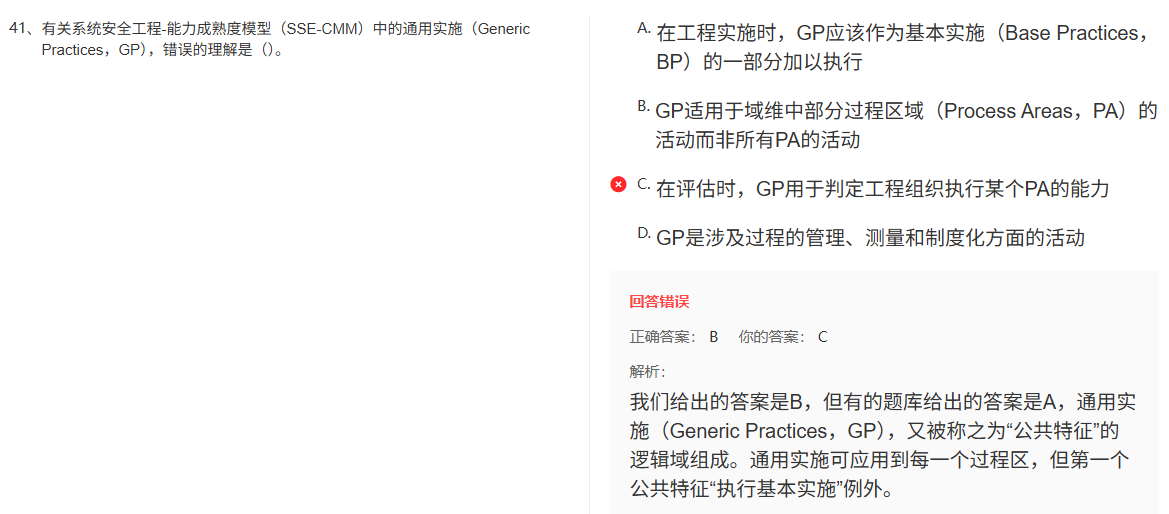 41、有关系统安全工程-能力成熟度模型（SSE-CMM）中的通用实施（Generic
Practices，GP），错误的理解是（）。
A. 在工程实施时，GP应该作为基本实施（Base Practices，
BP）的一部分加以执行
B. GP适用于域维中部分过程区域（Process Areas，PA）的
活动而非所有PA的活动
C. 在评估时，GP用于判定工程组织执行某个PA的能力
D. GP是涉及过程的管理、测量和制度化方面的活动
回答错误
正确答案： B 你的答案： C
解析：
我们给出的答案是B，但有的题库给出的答案是A，通用实
施（Generic Practices，GP），又被称之为“公共特征”的
逻辑域组成。通用实施可应用到每一个过程区，但第一个
公共特征“执行基本实施”例外。